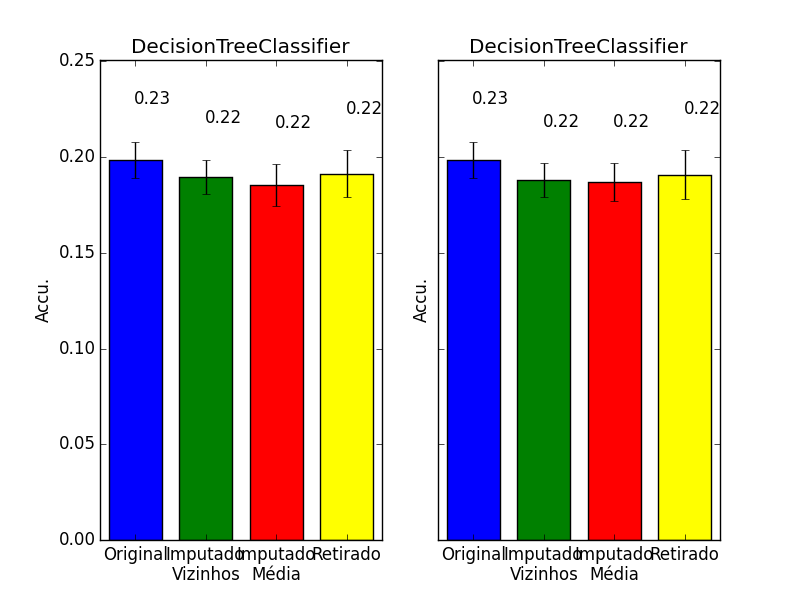 DecisionTreeClassifier
0.25
0.20
0.15
0.10
0.05
0.00
Accu.
0.23
0.22
0.22
0.22
Original
Imputado
Vizinhos
Imputado
Média
Retirado
DecisionTreeClassifier
Accu.
0.23
0.22
0.22
0.22
Original
Imputado
Vizinhos
Imputado
Média
Retirado